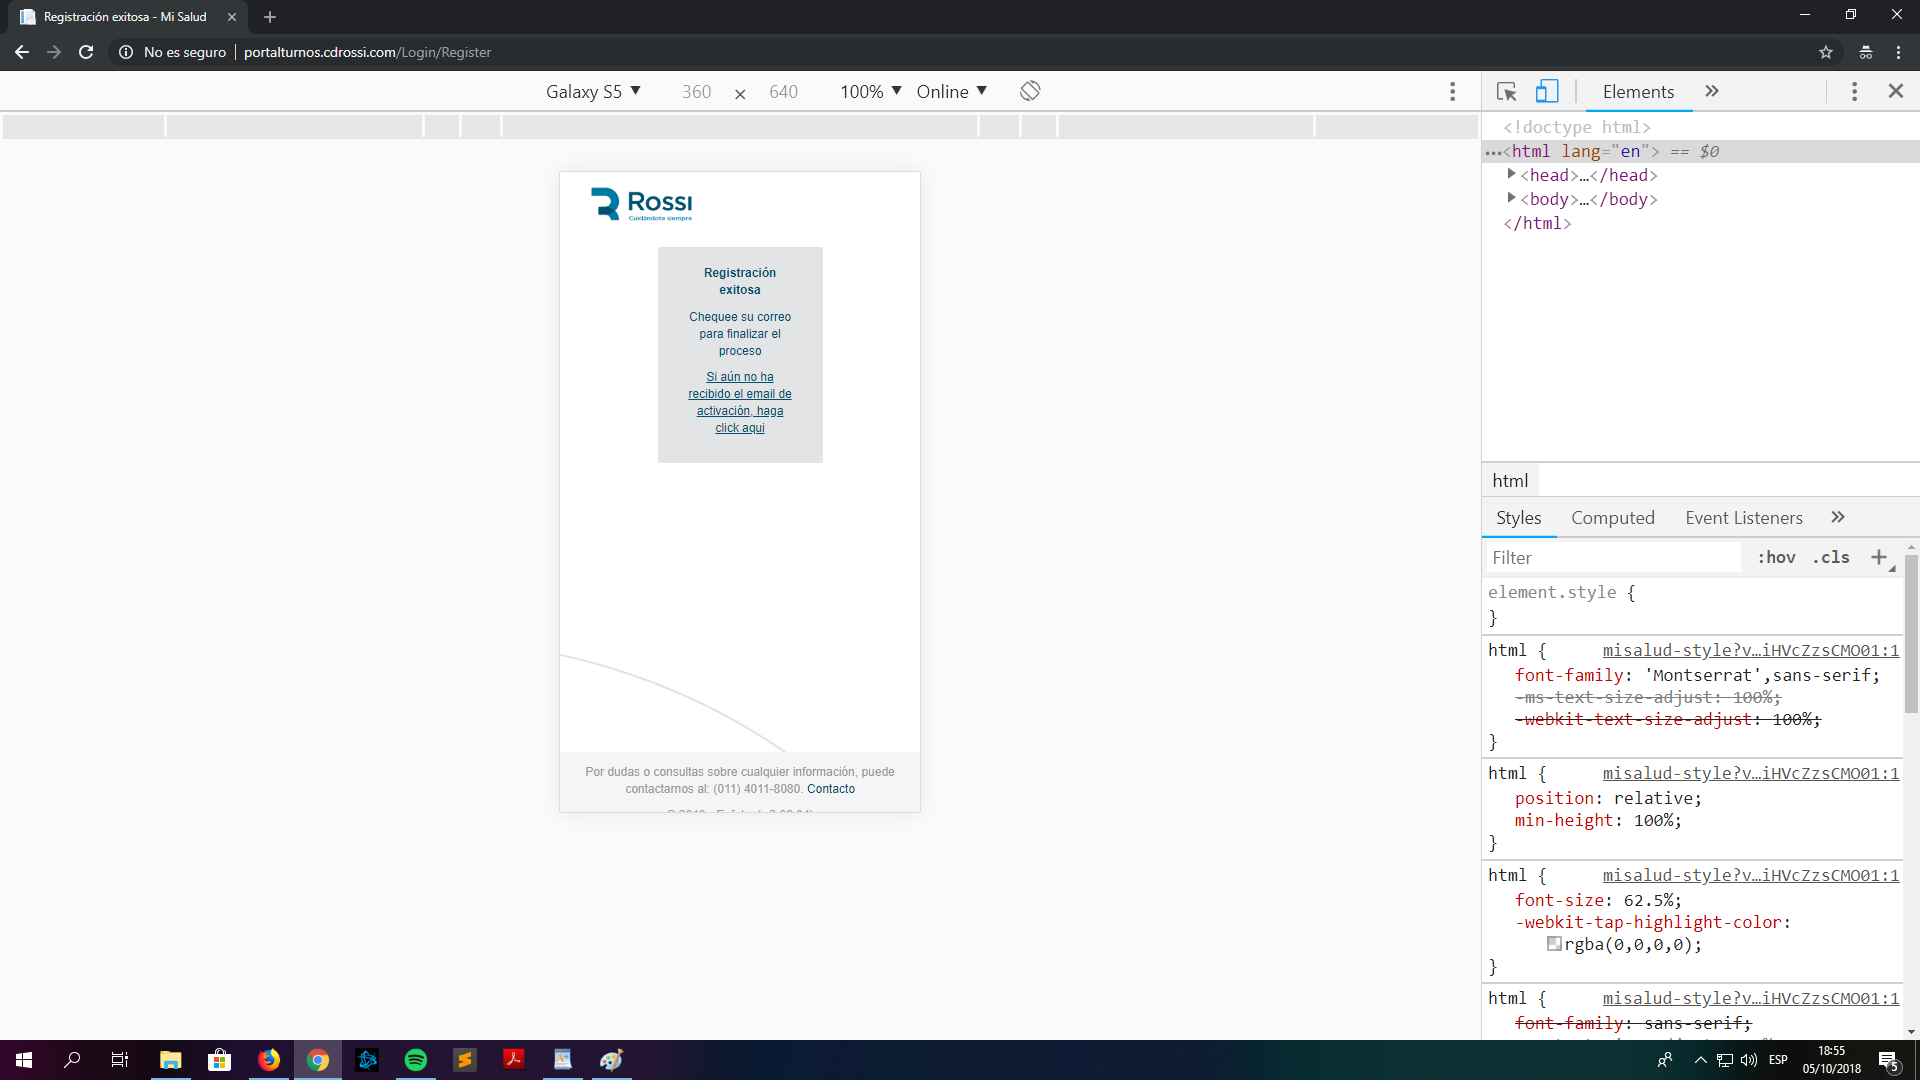 Registración exitosa - Mi Salud
No es seguro | portalturnos.cdrossi.com/Login/Register
Galaxy S5 ▼ 360 × 640 100% ▼ Online ▼
Elements »
<!doctype html>
...<html lang="en"> == $0
▶<head>…</head>
▶<body>…</body>
</html>
Rossi
Cuidándote siempre
Registración
exitosa
Chequee su correo
para finalizar el
proceso
Si aún no ha
recibido el email de
activación, haga
click aqui
Por dudas o consultas sobre cualquier información, puede
contactarnos al: (011) 4011-8080. Contacto
html
Styles Computed Event Listeners »
Filter :hov .cls +
element.style {
}
html { misalud-style?v…iHVcZzsCMO01:1
font-family: 'Montserrat',sans-serif;
-ms-text-size-adjust: 100%;
-webkit-text-size-adjust: 100%;
}
html { misalud-style?v…iHVcZzsCMO01:1
position: relative;
min-height: 100%;
}
html { misalud-style?v…iHVcZzsCMO01:1
font-size: 62.5%;
-webkit-tap-highlight-color:
rgba(0,0,0,0);
}
html { misalud-style?v…iHVcZzsCMO01:1
font-family: sans-serif;
ESP
18:55
05/10/2018
5